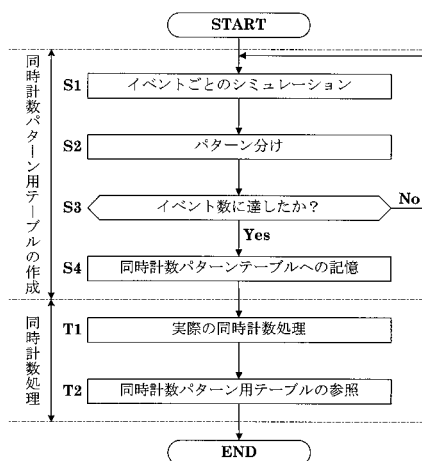 START
同時計数パターン用テーブルの作成
S1 イベントごとのシミュレーション
S2 パターン分け
S3 イベント数に達したか？ No
Yes
S4 同時計数パターンテーブルへの記憶
同時計数処理
T1 実際の同時計数処理
T2 同時計数パターン用テーブルの参照
END